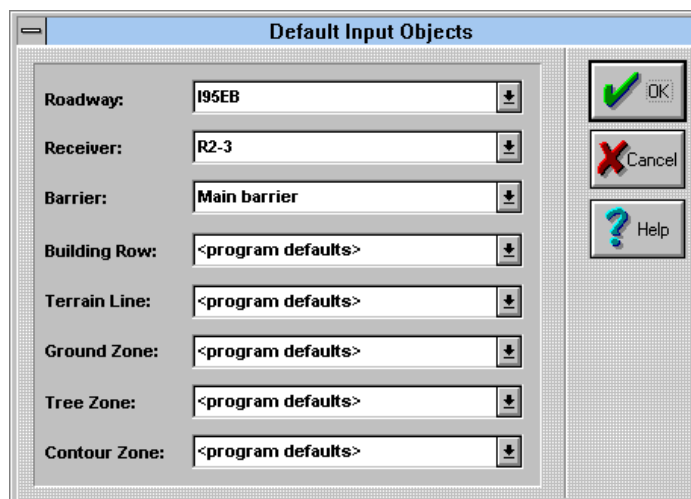 Default Input Objects
Roadway: I95EB
Receiver: R2-3
Barrier: Main barrier
Building Row: <program defaults>
Terrain Line: <program defaults>
Ground Zone: <program defaults>
Tree Zone: <program defaults>
Contour Zone: <program defaults>
OK
Cancel
Help